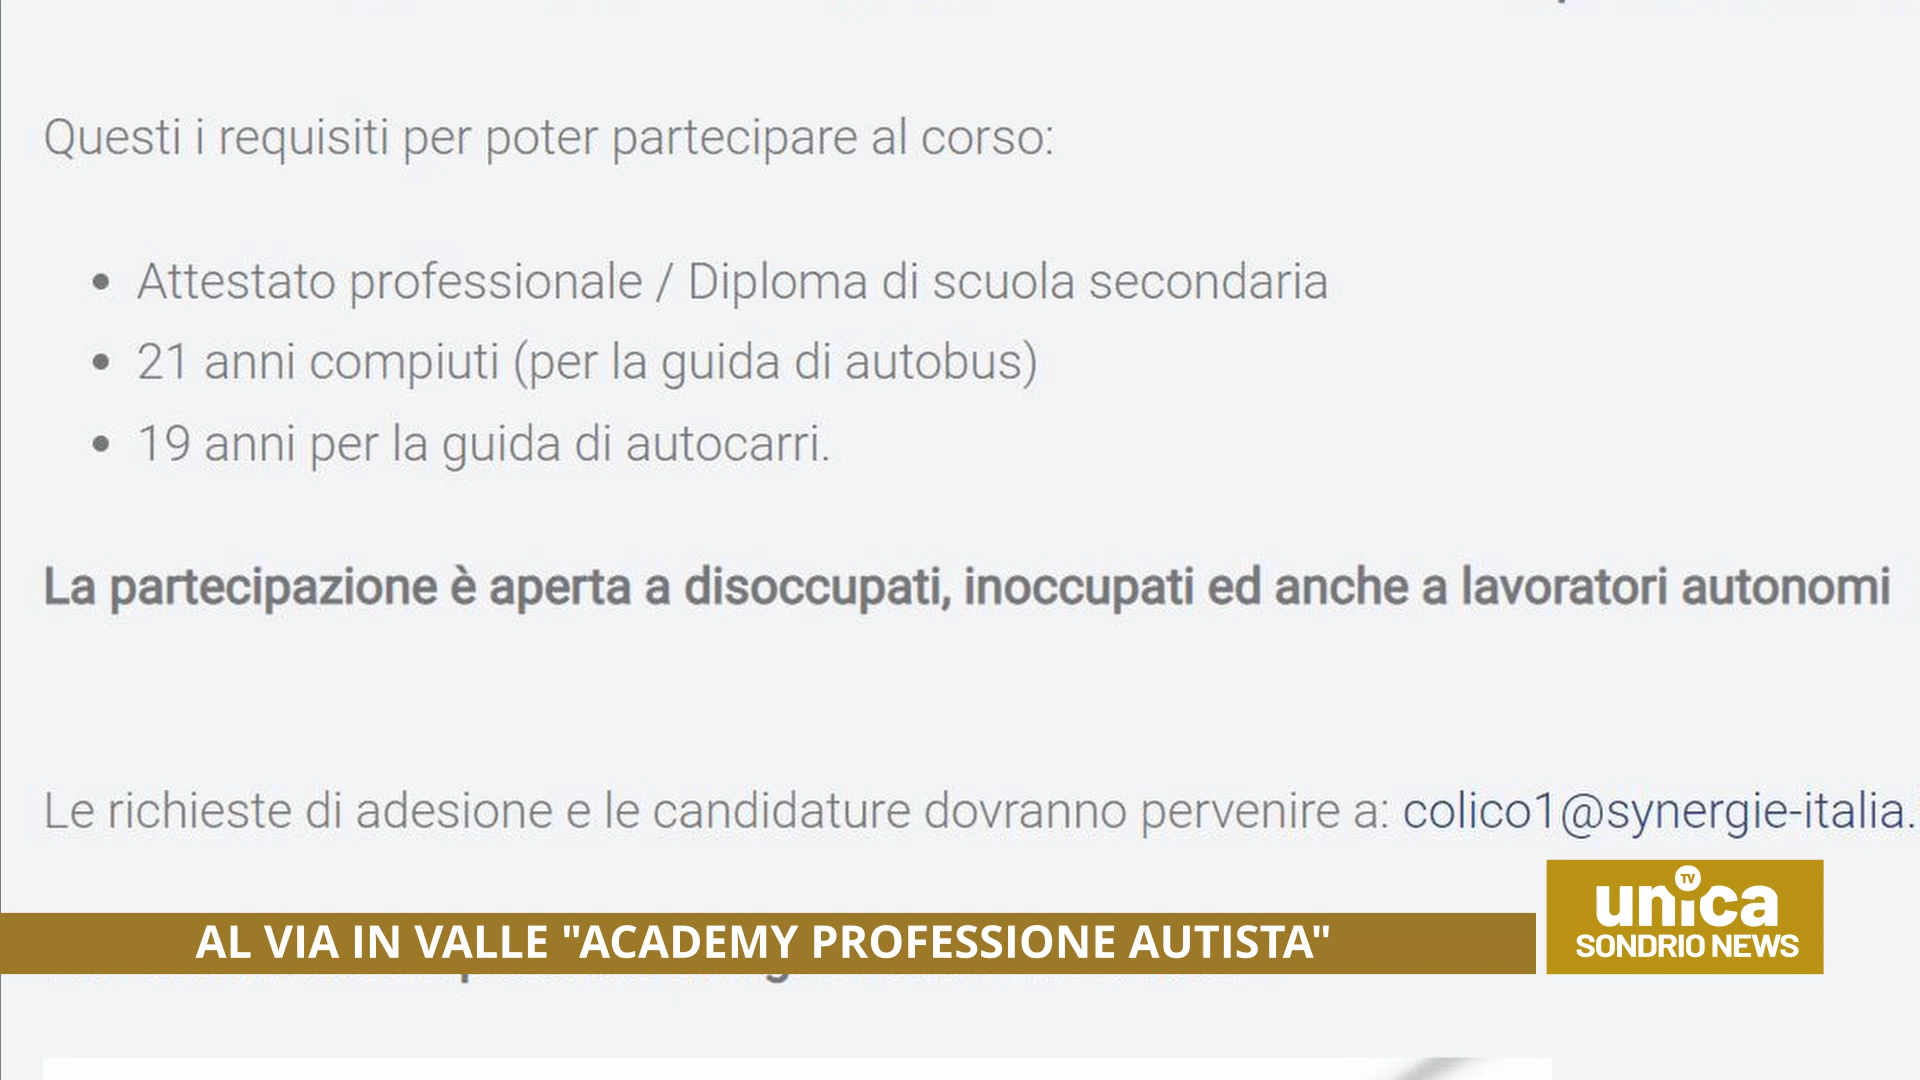 Questi i requisiti per poter partecipare al corso:
• Attestato professionale / Diploma di scuola secondaria
• 21 anni compiuti (per la guida di autobus)
• 19 anni per la guida di autocarri.
La partecipazione è aperta a disoccupati, inoccupati ed anche a lavoratori autonomi
Le richieste di adesione e le candidature dovranno pervenire a: colico1@synergie-italia.
AL VIA IN VALLE "ACADEMY PROFESSIONE AUTISTA"
TV
unica
SONDRIO NEWS